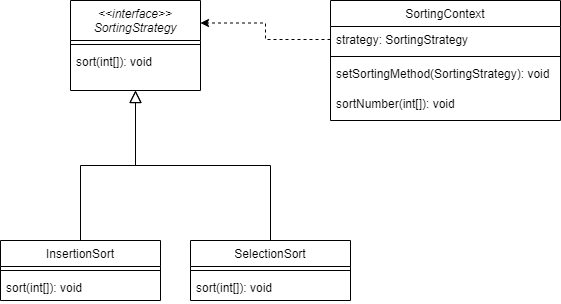 <<interface>>
SortingStrategy
sort(int[]): void
SortingContext
strategy: SortingStrategy
setSortingMethod(SortingStrategy): void
sortNumber(int[]): void
InsertionSort
sort(int[]): void
SelectionSort
sort(int[]): void